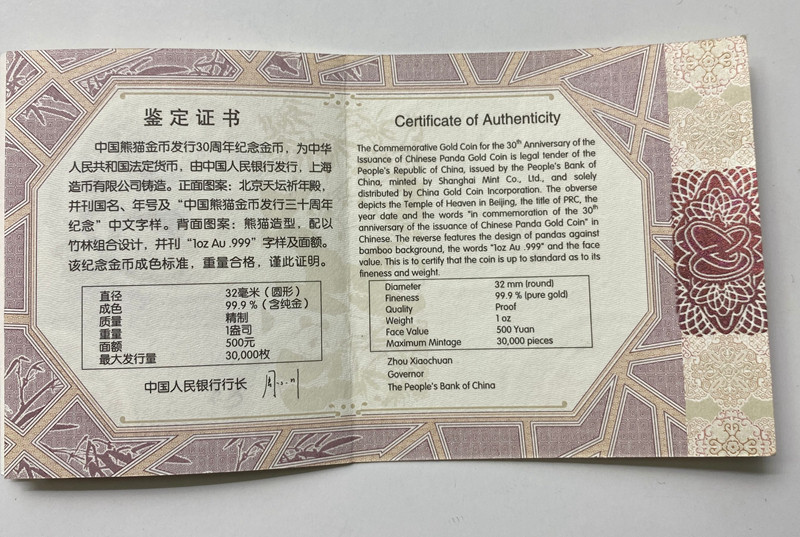 鉴定证书
中国熊猫金币发行30周年纪念金币，为中华
人民共和国法定货币，由中国人民银行发行，上海
造币有限公司铸造。正面图案：北京天坛祈年殿，
并刊国名、年号及“中国熊猫金币发行三十周年
纪念”中文字样。背面图案：熊猫造型，配以
竹林组合设计，并刊“1oz Au .999”字样及面额。
该纪念金币成色标准，重量合格，谨此证明。
直径 32毫米（圆形）
成色 99.9 %（含纯金）
质量 精制
重量 1盎司
面额 500元
最大发行量 30,000枚
中国人民银行行长
Certificate of Authenticity
The Commemorative Gold Coin for the 30th Anniversary of the
Issuance of Chinese Panda Gold Coin is legal tender of the
People's Republic of China, issued by the People's Bank of
China, minted by Shanghai Mint Co., Ltd., and solely
distributed by China Gold Coin Incorporation. The obverse
depicts the Temple of Heaven in Beijing, the title of PRC, the
year date and the words "in commemoration of the 30th
anniversary of the issuance of Chinese Panda Gold Coin" in
Chinese. The reverse features the design of pandas against
bamboo background, the words "1oz Au .999" and the face
value. This is to certify that the coin is up to standard as to its
fineness and weight.
Diameter 32 mm (round)
Fineness 99.9 % (pure gold)
Quality Proof
Weight 1 oz
Face Value 500 Yuan
Maximum Mintage 30,000 pieces
Zhou Xiaochuan
Governor
The People's Bank of China